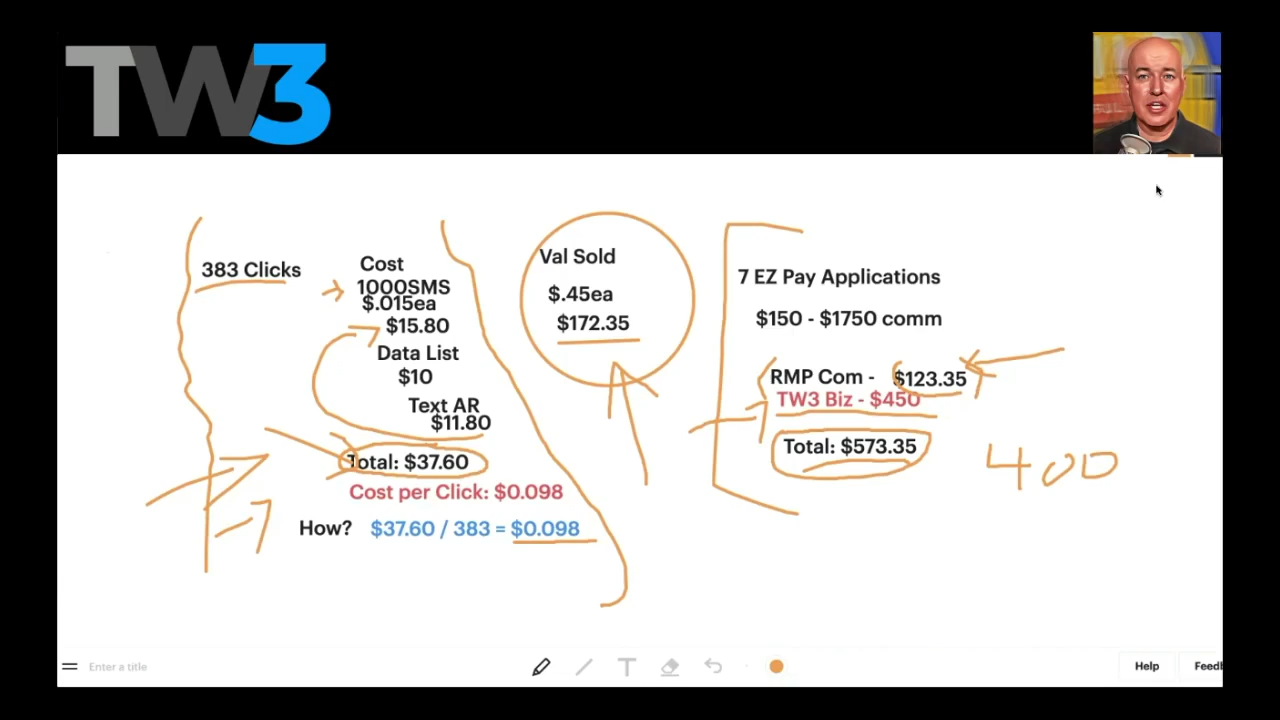 TW3
383 Clicks
Cost
1000SMS
$.015ea
$15.80
Data List
$10
Text AR
$11.80
Total: $37.60
Cost per Click: $0.098
How? $37.60 / 383 = $0.098
Val Sold
$.45ea
$172.35
7 EZ Pay Applications
$150 - $1750 comm
RMP Com - $123.35
TW3 Biz - $450
Total: $573.35
400
Enter a title
T
Help
Feedb